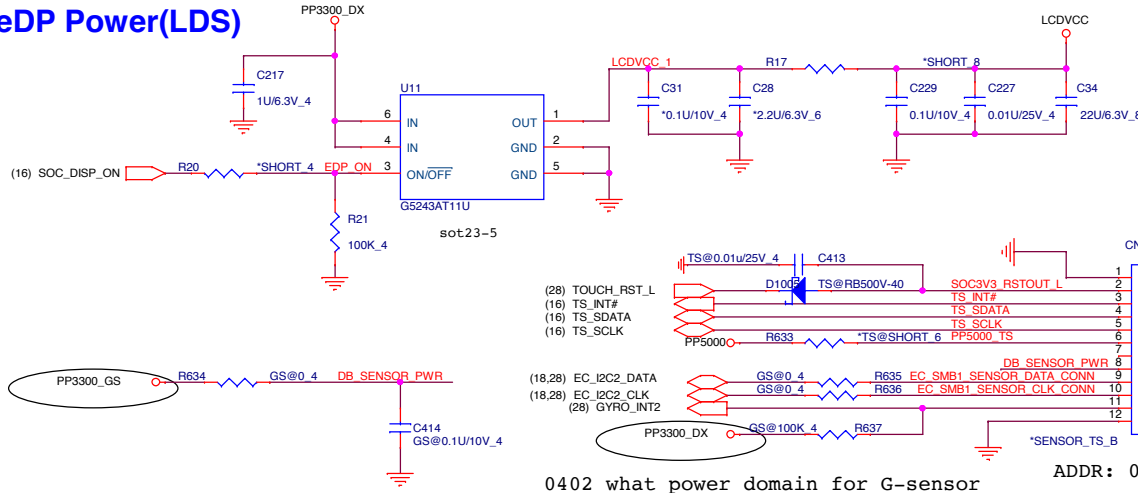 eDP Power(LDS)
PP3300_DX
LCDVCC
C217
1U/6.3V_4
U11
6 IN
4 IN
3 ON/OFF
OUT 1
GND 2
GND 5
G5243AT11U
sot23-5
LCDVCC_1
R17
*SHORT_8
C31
*0.1U/10V_4
C28
*2.2U/6.3V_6
C229
0.1U/10V_4
C227
0.01U/25V_4
C34
22U/6.3V_8
(16) SOC_DISP_ON
R20
*SHORT_4
EDP_ON
R21
100K_4
TS@0.01u/25V_4
C413
CN
(28) TOUCH_RST_L
TS@RB500V-40
SOC3V3_RSTOUT_L
(16) TS_INT#
TS_INT#
(16) TS_SDATA
TS_SDATA
(16) TS_SCLK
TS_SCLK
PP5000
R633
*TS@SHORT_6
PP5000_TS
DB_SENSOR_PWR
1
2
3
4
5
6
7
8
9
10
11
12
(18,28) EC_I2C2_DATA
GS@0_4
R635
EC_SMB1_SENSOR_DATA_CONN
(18,28) EC_I2C2_CLK
GS@0_4
R636
EC_SMB1_SENSOR_CLK_CONN
(28) GYRO_INT2
PP3300_DX
GS@100K_4
R637
*SENSOR_TS_B
PP3300_GS
R634
GS@0_4
DB_SENSOR_PWR
C414
GS@0.1U/10V_4
0402 what power domain for G-sensor
ADDR: 0